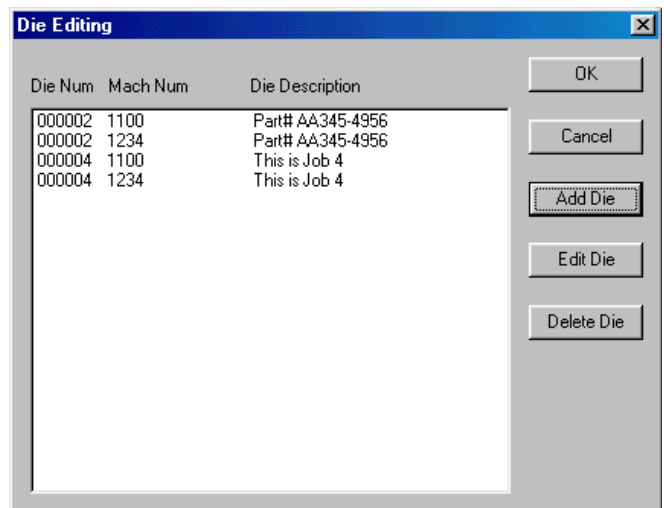 Die Editing
Die Num Mach Num Die Description
000002 1100 Part# AA345-4956
000002 1234 Part# AA345-4956
000004 1100 This is Job 4
000004 1234 This is Job 4
OK
Cancel
Add Die
Edit Die
Delete Die